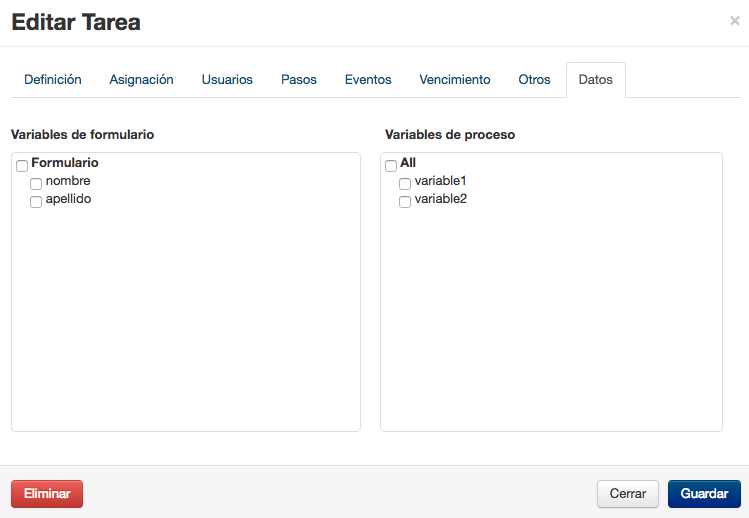 Editar Tarea
×
Definición Asignación Usuarios Pasos Eventos Vencimiento Otros Datos
Variables de formulario
Formulario
nombre
apellido
Variables de proceso
All
variable1
variable2
Eliminar Cerrar Guardar